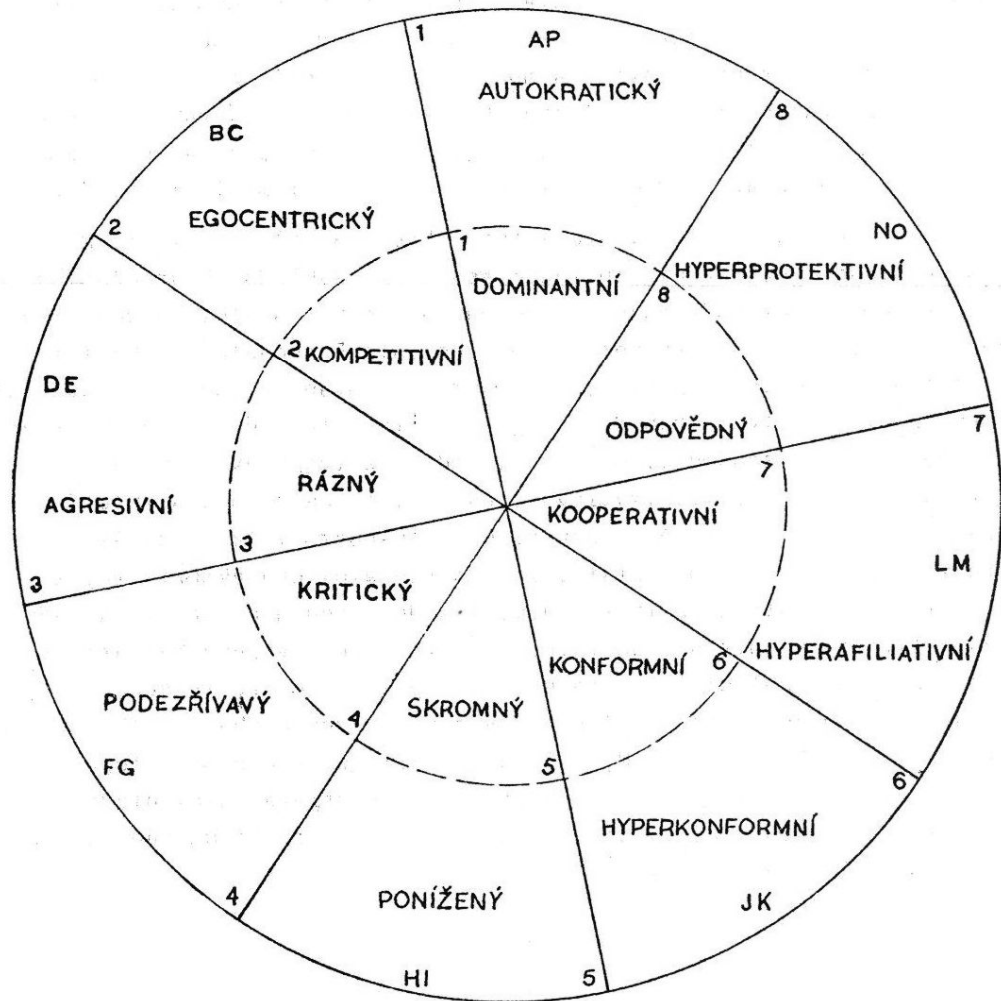 1
AP
AUTOKRATICKÝ
8
BC
EGOCENTRICKÝ
2
NO
HYPERPROTEKTIVNÍ
1
DOMINANTNÍ
8
2
KOMPETITIVNÍ
DE
AGRESIVNÍ
3
RÁZNÝ
3
ODPOVĚDNÝ
7
7
KOOPERATIVNÍ
LM
HYPERAFILIATIVNÍ
KRITICKÝ
KONFORMNÍ
6
6
PODEZŘÍVAVÝ
FG
4
4
SKROMNÝ
5
HYPERKONFORMNÍ
JK
PONÍŽENÝ
HI
5